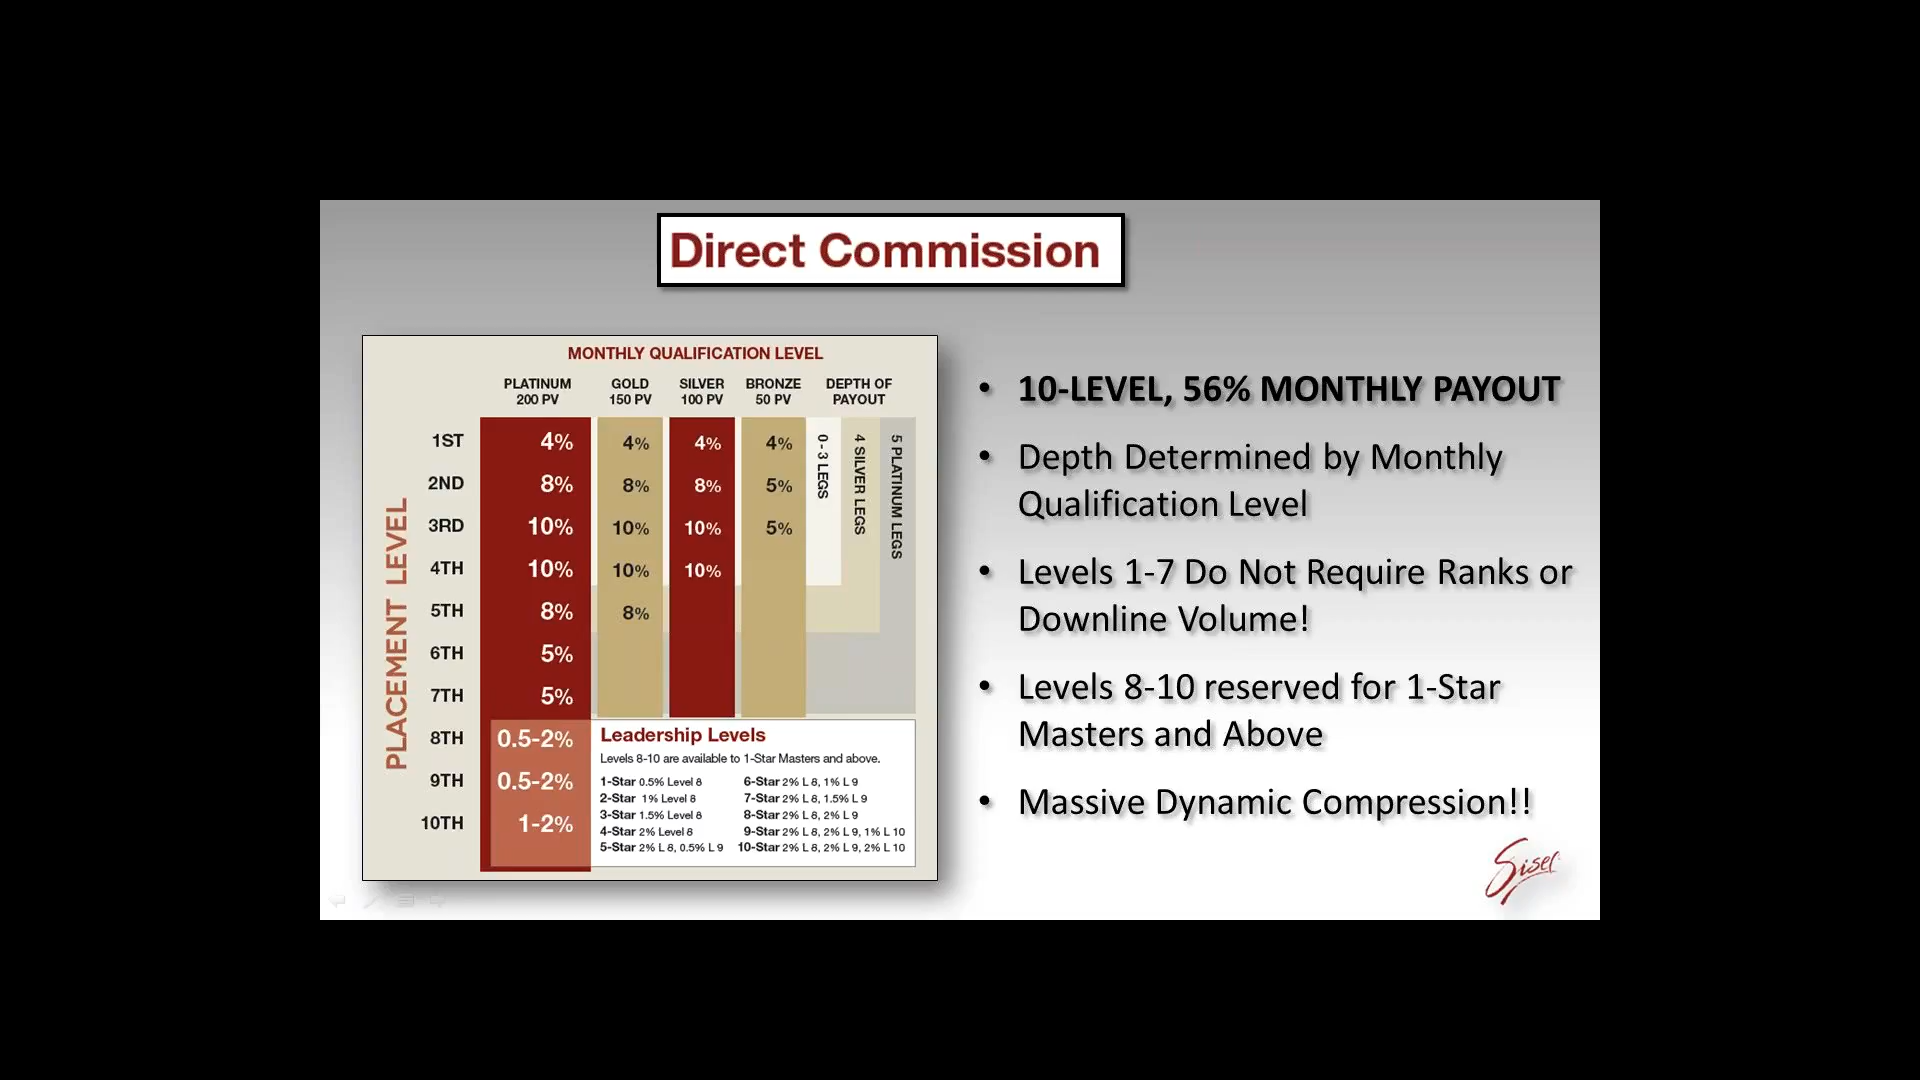 Direct Commission
MONTHLY QUALIFICATION LEVEL
PLATINUM GOLD SILVER BRONZE DEPTH OF
200 PV 150 PV 100 PV 50 PV PAYOUT
PLACEMENT LEVEL
1ST 4% 4% 4% 4%
2ND 8% 8% 8% 5%
3RD 10% 10% 10% 5%
4TH 10% 10% 10%
5TH 8% 8%
6TH 5%
7TH 5%
8TH 0.5-2%
9TH 0.5-2%
10TH 1-2%
0-3 LEGS
4 SILVER LEGS
5 PLATINUM LEGS
Leadership Levels
Levels 8-10 are available to 1-Star Masters and above.
1-Star 0.5% Level 8 6-Star 2% L 8, 1% L 9
2-Star 1% Level 8 7-Star 2% L 8, 1.5% L 9
3-Star 1.5% Level 8 8-Star 2% L 8, 2% L 9
4-Star 2% Level 8 9-Star 2% L 8, 2% L 9, 1% L 10
5-Star 2% L 8, 0.5% L 9 10-Star 2% L 8, 2% L 9, 2% L 10
• 10-LEVEL, 56% MONTHLY PAYOUT
• Depth Determined by Monthly
Qualification Level
• Levels 1-7 Do Not Require Ranks or
Downline Volume!
• Levels 8-10 reserved for 1-Star
Masters and Above
• Massive Dynamic Compression!!
Sisel